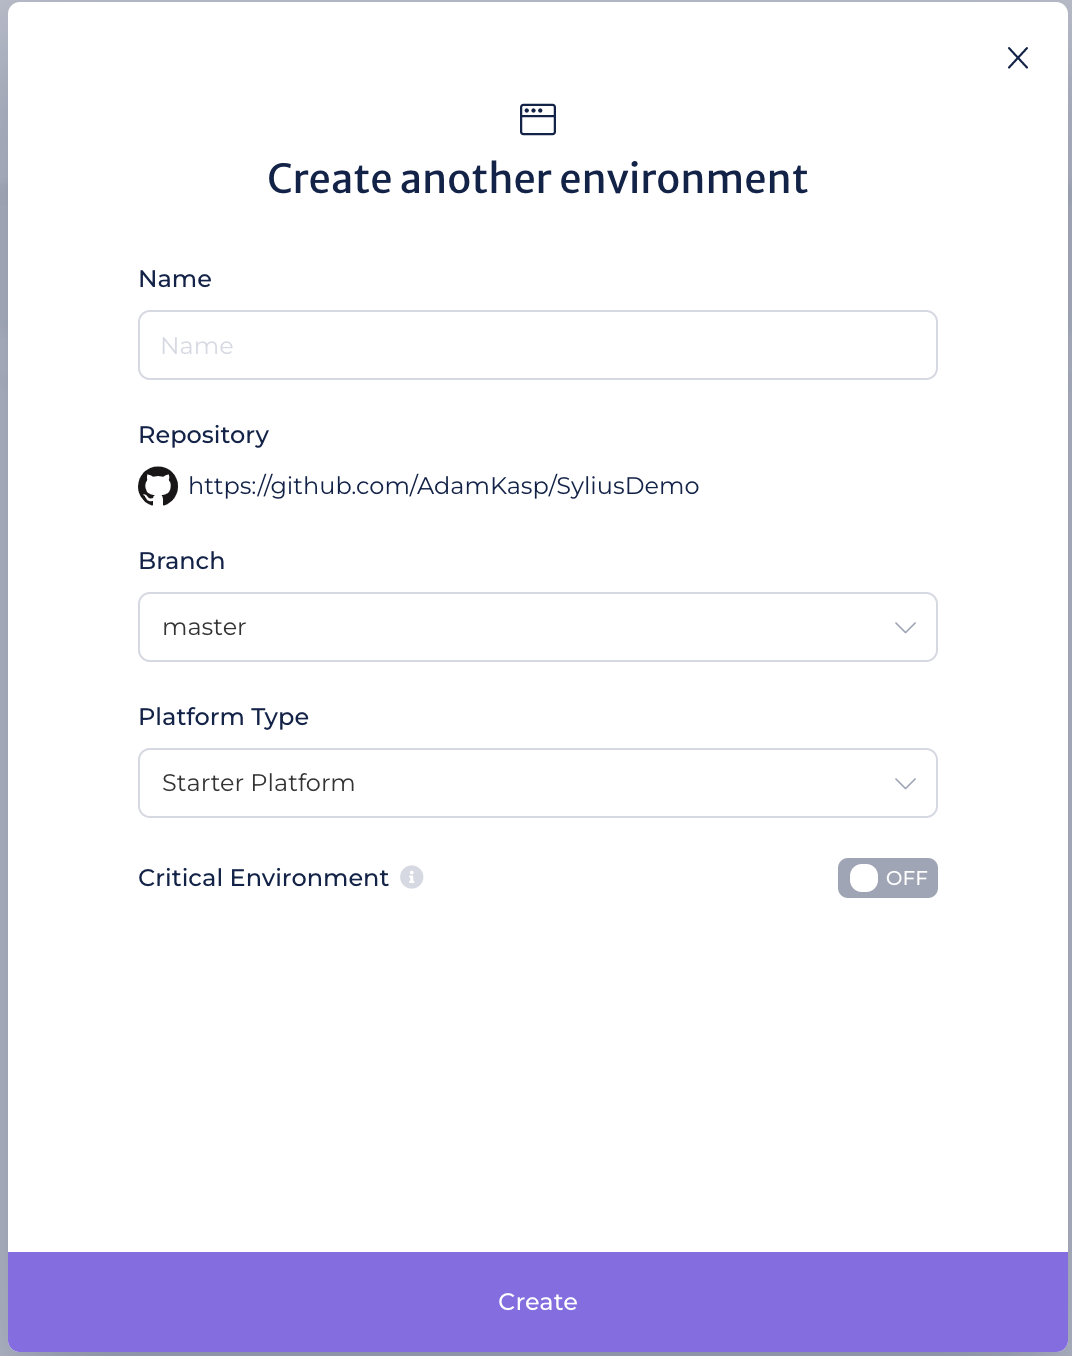 Create another environment
Name
Name
Repository
https://github.com/AdamKasp/SyliusDemo
Branch
master
Platform Type
Starter Platform
Critical Environment
OFF
Create